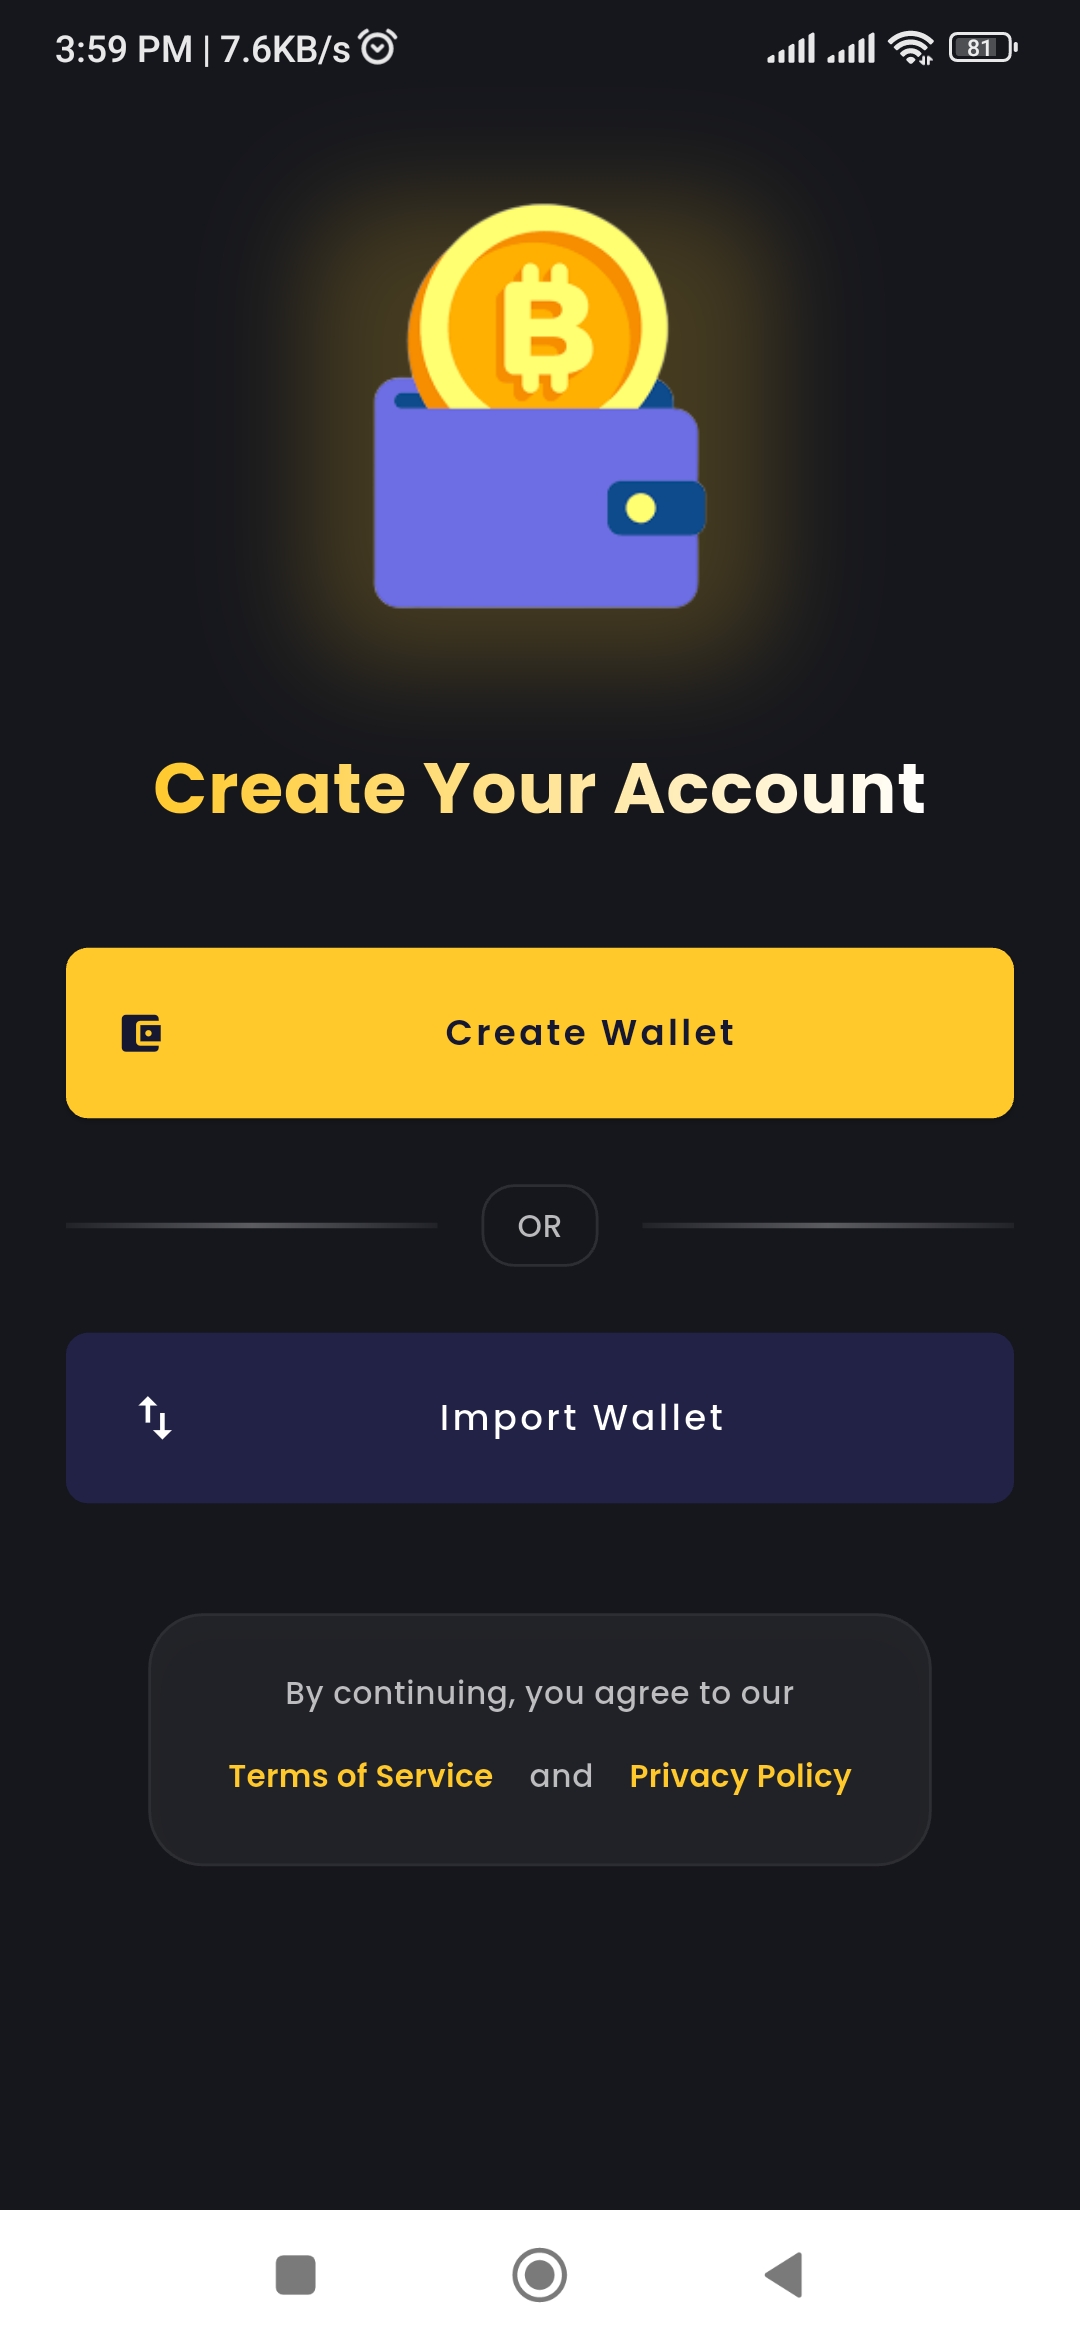 3:59 PM | 7.6KB/s
81
Create Your Account
Create Wallet
OR
Import Wallet
By continuing, you agree to our
Terms of Service and Privacy Policy